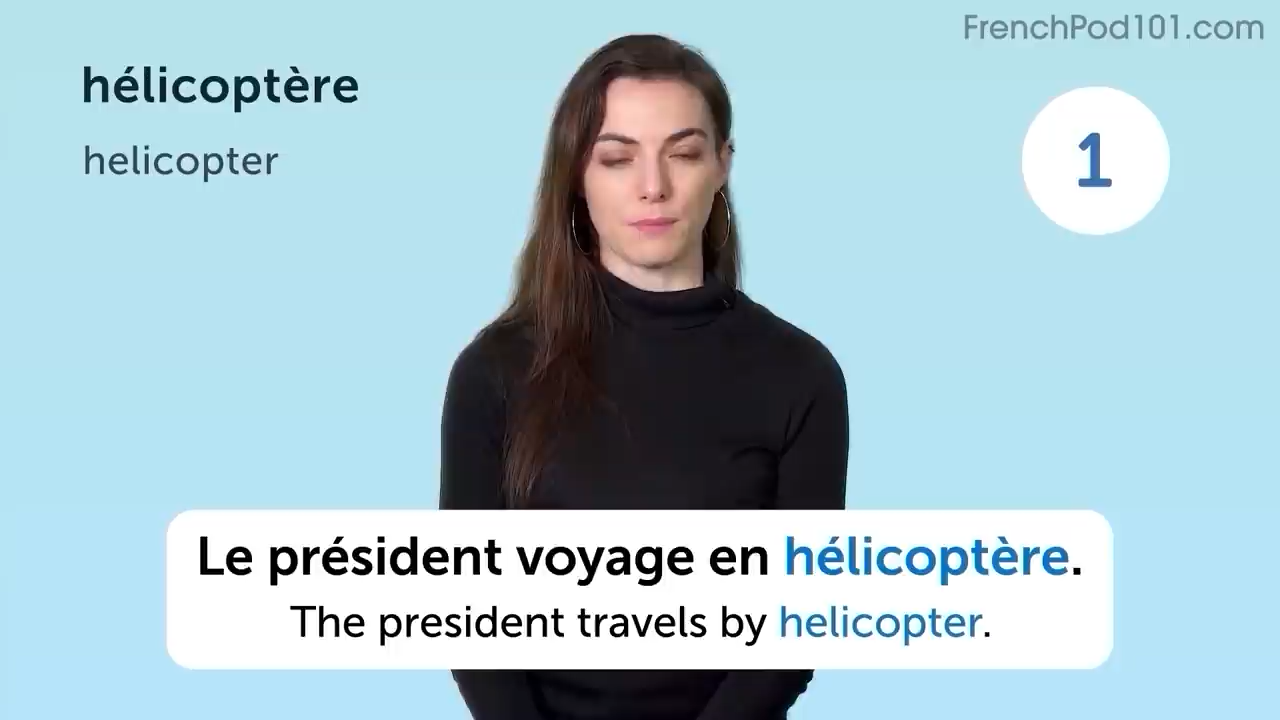 FrenchPod101.com
hélicoptère
helicopter
1
Le président voyage en hélicoptère.
The president travels by helicopter.